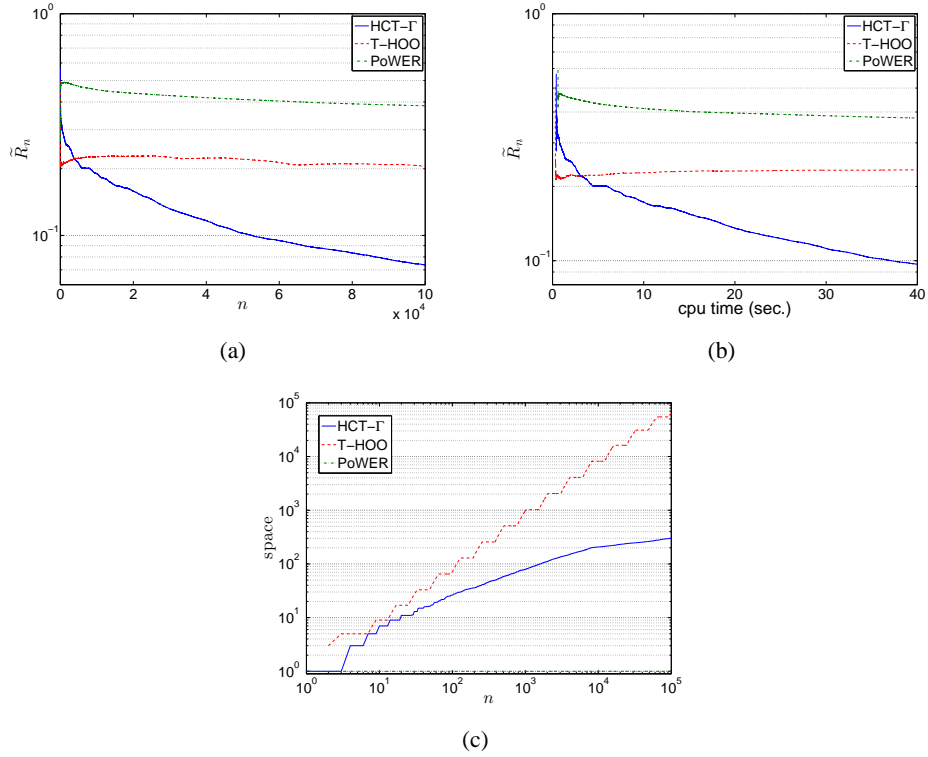 10^0
HCT−Γ
T−HOO
PoWER
R̃_n
10^−1
0 2 4 6 8 10
n
x 10^4
(a)
10^0
HCT−Γ
T−HOO
PoWER
R̃_n
10^−1
0 10 20 30 40
cpu time (sec.)
(b)
10^5
HCT−Γ
T−HOO
PoWER
10^4
10^3
space
10^2
10^1
10^0
10^0 10^1 10^2 10^3 10^4 10^5
n
(c)